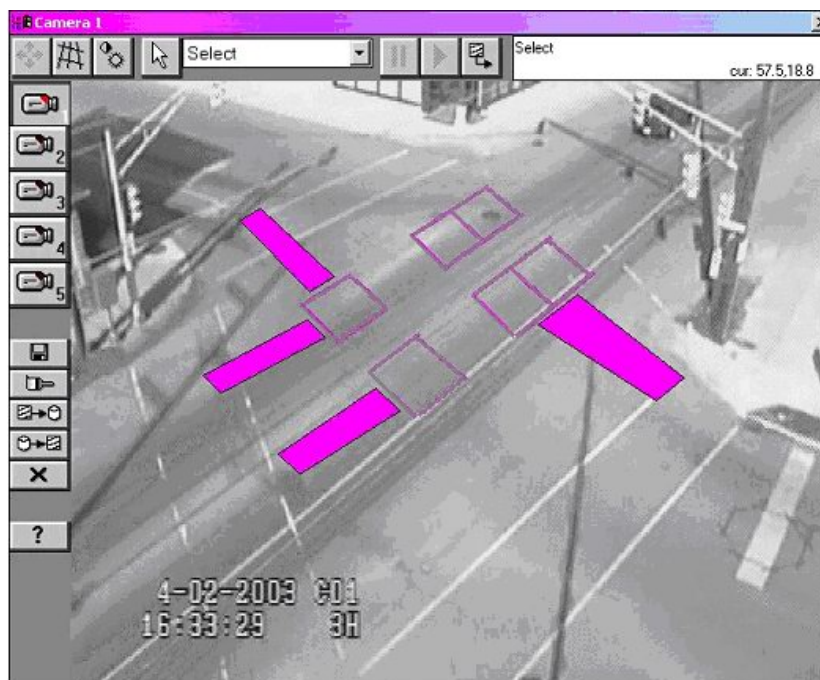 Camera 1
Select
Select
cur: 57.5,18.8
2
3
4
5
?
4-02-2003 C01
16:33:29 3H